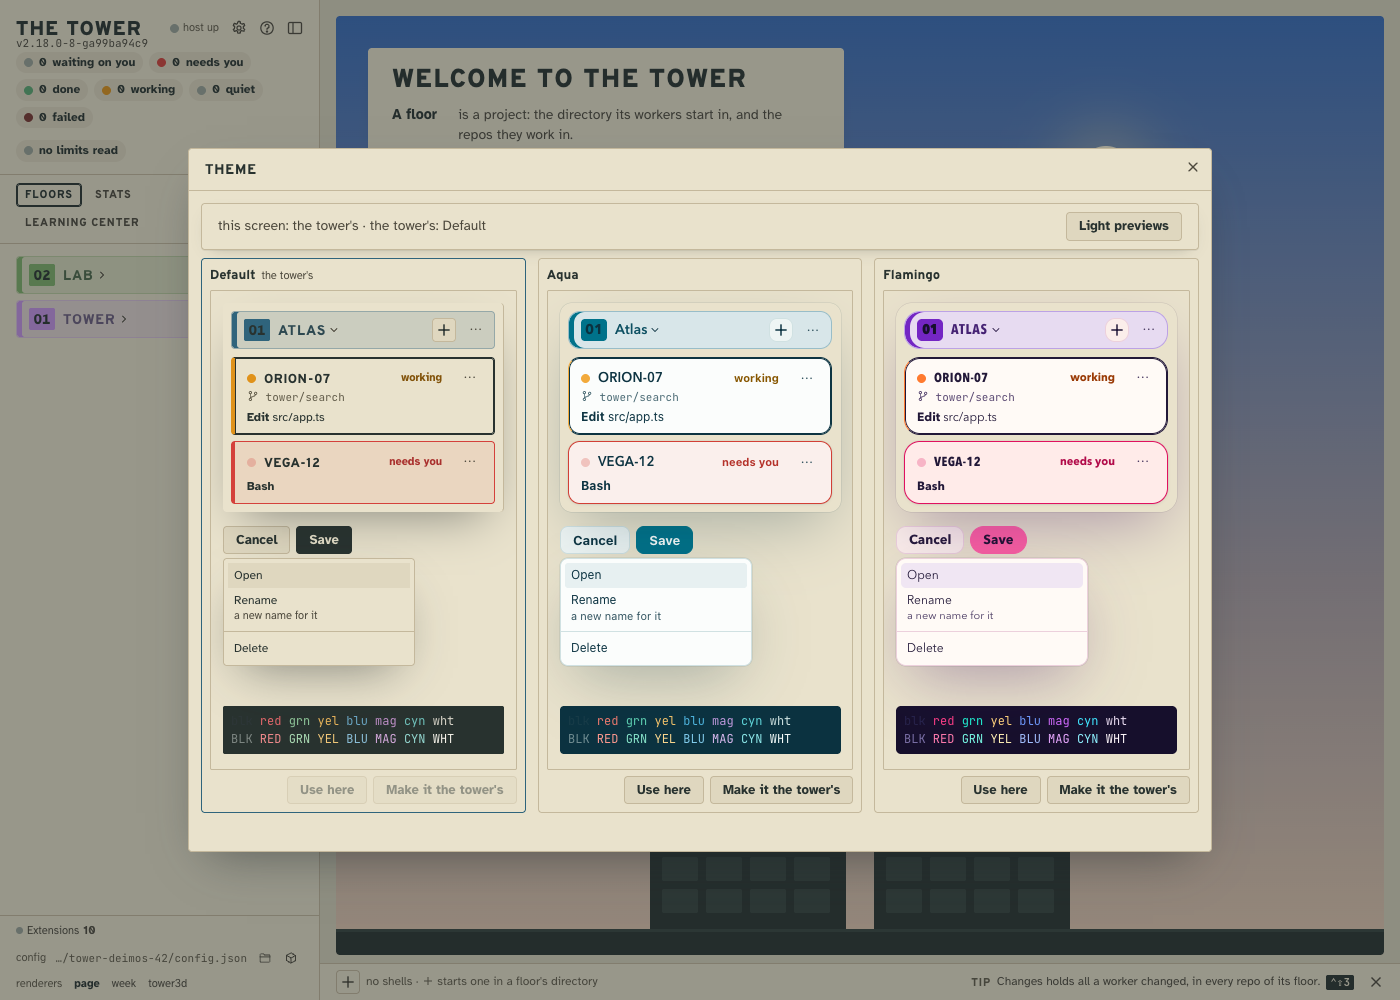 THE TOWER
host up
v2.18.0-8-ga99ba94c9
0 waiting on you
0 needs you
0 done
0 working
0 quiet
0 failed
no limits read
FLOORS
STATS
LEARNING CENTER
02 LAB
01 TOWER
WELCOME TO THE TOWER
A floor is a project: the directory its workers start in, and the
repos they work in.
THEME
this screen: the tower's · the tower's: Default
Light previews
Default the tower's
01 ATLAS
ORION-07 working
tower/search
Edit src/app.ts
VEGA-12 needs you
Bash
Cancel
Save
Open
Rename
a new name for it
Delete
blk red grn yel blu mag cyn wht
BLK RED GRN YEL BLU MAG CYN WHT
Use here
Make it the tower's
Aqua
01 Atlas
ORION-07 working
tower/search
Edit src/app.ts
VEGA-12 needs you
Bash
Cancel
Save
Open
Rename
a new name for it
Delete
blk red grn yel blu mag cyn wht
BLK RED GRN YEL BLU MAG CYN WHT
Use here
Make it the tower's
Flamingo
01 ATLAS
ORION-07 working
tower/search
Edit src/app.ts
VEGA-12 needs you
Bash
Cancel
Save
Open
Rename
a new name for it
Delete
blk red grn yel blu mag cyn wht
BLK RED GRN YEL BLU MAG CYN WHT
Use here
Make it the tower's
Extensions 10
config …/tower-deimos-42/config.json
renderers page week tower3d
no shells · + starts one in a floor's directory
TIP Changes holds all a worker changed, in every repo of its floor. ^⇧3